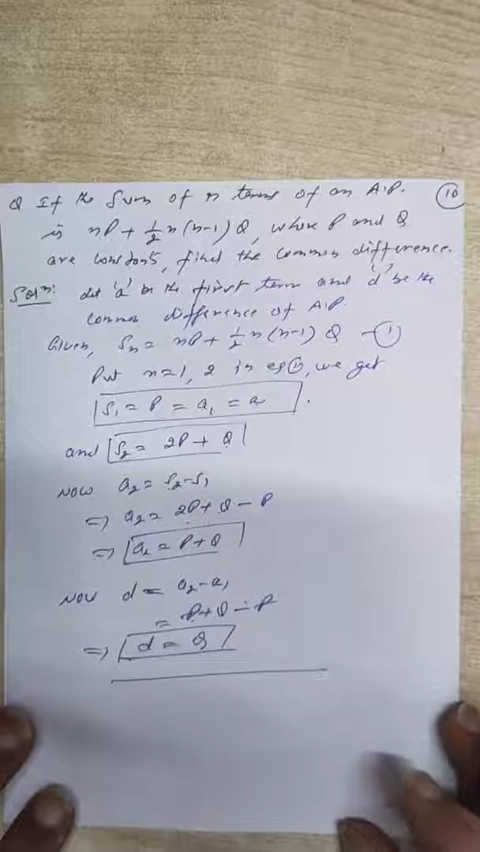 Q If the Sum of n terms of an A.P. (10)
is nP + 1/2 n(n-1) Q, where P and Q
are constants, find the common difference.
Solⁿ: Let 'a' be the first term and 'd' be the
common difference of A.P.
Given, Sn = nP + 1/2 n(n-1) Q —(1)
Put n=1, 2 in eq(1), we get
S₁ = P = a₁ = a.
and S₂ = 2P + Q
Now a₂ = S₂-S₁
=> a₂ = 2P + Q - P
=> a₂ = P+Q
Now d = a₂-a₁
= P+Q-P
=> d = Q